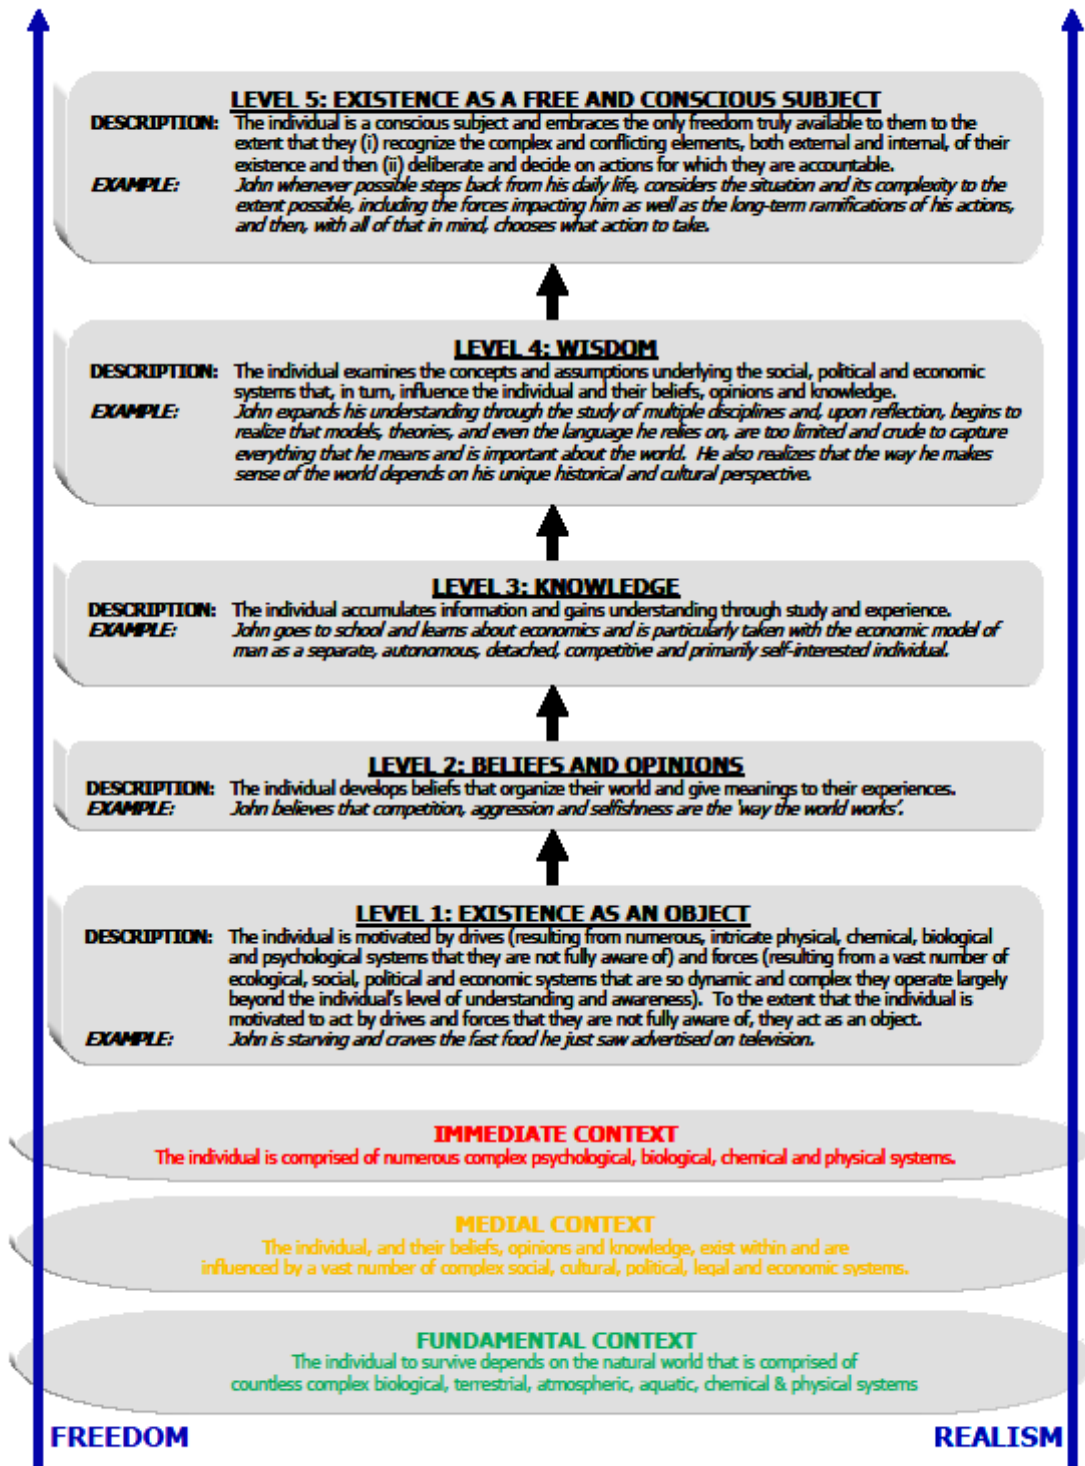 LEVEL 5: EXISTENCE AS A FREE AND CONSCIOUS SUBJECT
DESCRIPTION: The individual is a conscious subject and embraces the only freedom truly available to them to the
extent that they (i) recognize the complex and conflicting elements, both external and internal, of their
existence and then (ii) deliberate and decide on actions for which they are accountable.
EXAMPLE: John whenever possible steps back from his daily life, considers the situation and its complexity to the
extent possible, including the forces impacting him as well as the long-term ramifications of his actions,
and then, with all of that in mind, chooses what action to take.
LEVEL 4: WISDOM
DESCRIPTION: The individual examines the concepts and assumptions underlying the social, political and economic
systems that, in turn, influence the individual and their beliefs, opinions and knowledge.
EXAMPLE: John expands his understanding through the study of multiple disciplines and, upon reflection, begins to
realize that models, theories, and even the language he relies on, are too limited and crude to capture
everything that he means and is important about the world. He also realizes that the way he makes
sense of the world depends on his unique historical and cultural perspective.
LEVEL 3: KNOWLEDGE
DESCRIPTION: The individual accumulates information and gains understanding through study and experience.
EXAMPLE: John goes to school and learns about economics and is particularly taken with the economic model of
man as a separate, autonomous, detached, competitive and primarily self-interested individual.
LEVEL 2: BELIEFS AND OPINIONS
DESCRIPTION: The individual develops beliefs that organize their world and give meanings to their experiences.
EXAMPLE: John believes that competition, aggression and selfishness are the 'way the world works'.
LEVEL 1: EXISTENCE AS AN OBJECT
DESCRIPTION: The individual is motivated by drives (resulting from numerous, intricate physical, chemical, biological
and psychological systems that they are not fully aware of) and forces (resulting from a vast number of
ecological, social, political and economic systems that are so dynamic and complex they operate largely
beyond the individual's level of understanding and awareness). To the extent that the individual is
motivated to act by drives and forces that they are not fully aware of, they act as an object.
EXAMPLE: John is starving and craves the fast food he just saw advertised on television.
IMMEDIATE CONTEXT
The individual is comprised of numerous complex psychological, biological, chemical and physical systems.
MEDIAL CONTEXT
The individual, and their beliefs, opinions and knowledge, exist within and are
influenced by a vast number of complex social, cultural, political, legal and economic systems.
FUNDAMENTAL CONTEXT
The individual to survive depends on the natural world that is comprised of
countless complex biological, terrestrial, atmospheric, aquatic, chemical & physical systems
FREEDOM
REALISM